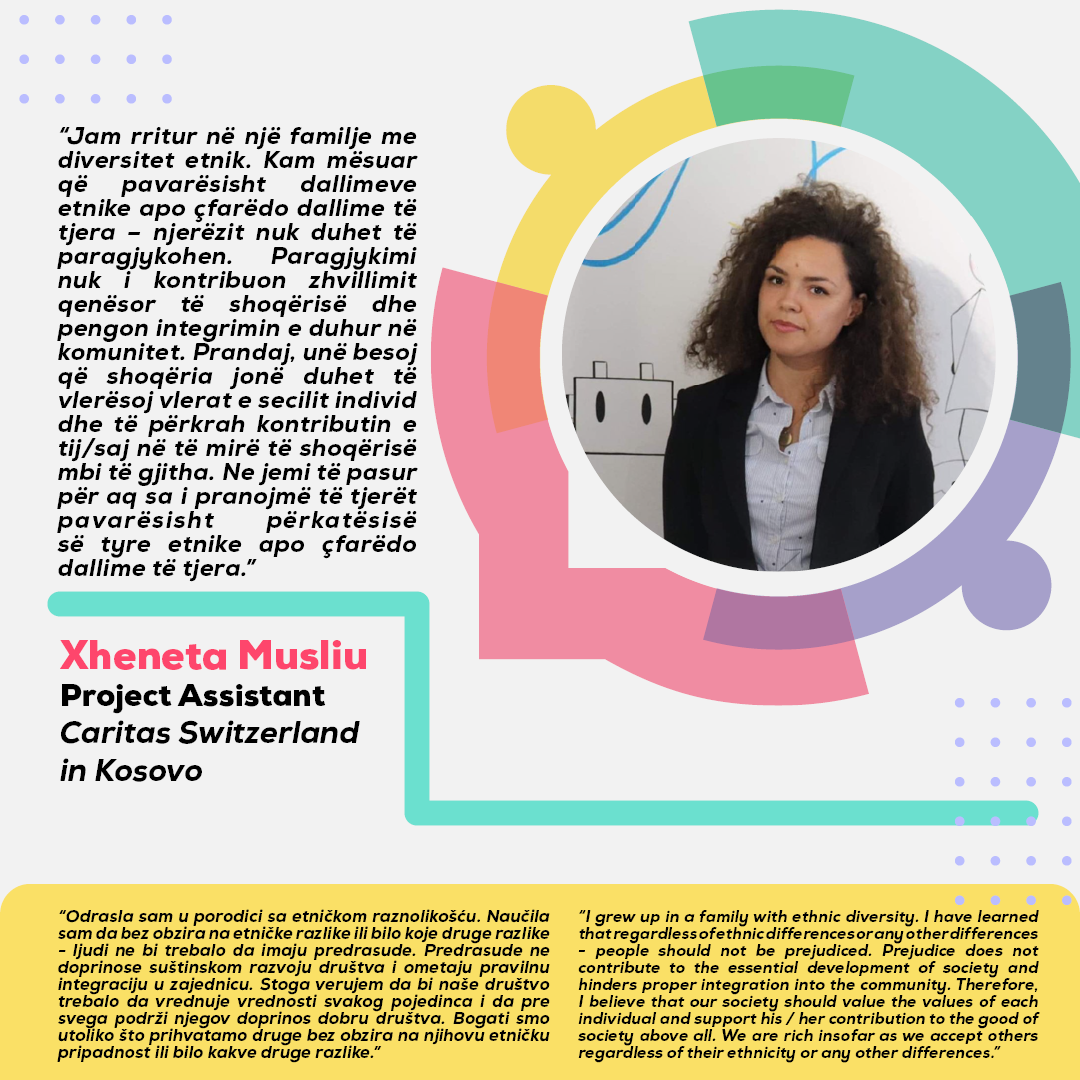 “Jam rritur në një familje me
diversitet etnik. Kam mësuar
që pavarësisht dallimeve
etnike apo çfarëdo dallime të
tjera – njerëzit nuk duhet të
paragjykohen. Paragjykimi
nuk i kontribuon zhvillimit
qenësor të shoqërisë dhe
pengon integrimin e duhur në
komunitet. Prandaj, unë besoj
që shoqëria jonë duhet të
vlerësoj vlerat e secilit individ
dhe të përkrah kontributin e
tij/saj në të mirë të shoqërisë
mbi të gjitha. Ne jemi të pasur
për aq sa i pranojmë të tjerët
pavarësisht përkatësisë
së tyre etnike apo çfarëdo
dallime të tjera.”
Xheneta Musliu
Project Assistant
Caritas Switzerland
in Kosovo
“Odrasla sam u porodici sa etničkom raznolikošću. Naučila
sam da bez obzira na etničke razlike ili bilo koje druge razlike
- ljudi ne bi trebalo da imaju predrasude. Predrasude ne
doprinose suštinskom razvoju društva i ometaju pravilnu
integraciju u zajednicu. Stoga verujem da bi naše društvo
trebalo da vrednuje vrednosti svakog pojedinca i da pre
svega podrži njegov doprinos dobru društva. Bogati smo
utoliko što prihvatamo druge bez obzira na njihovu etničku
pripadnost ili bilo kakve druge razlike.”
“I grew up in a family with ethnic diversity. I have learned
that regardless of ethnic differences or any other differences
- people should not be prejudiced. Prejudice does not
contribute to the essential development of society and
hinders proper integration into the community. Therefore,
I believe that our society should value the values of each
individual and support his / her contribution to the good of
society above all. We are rich insofar as we accept others
regardless of their ethnicity or any other differences.”